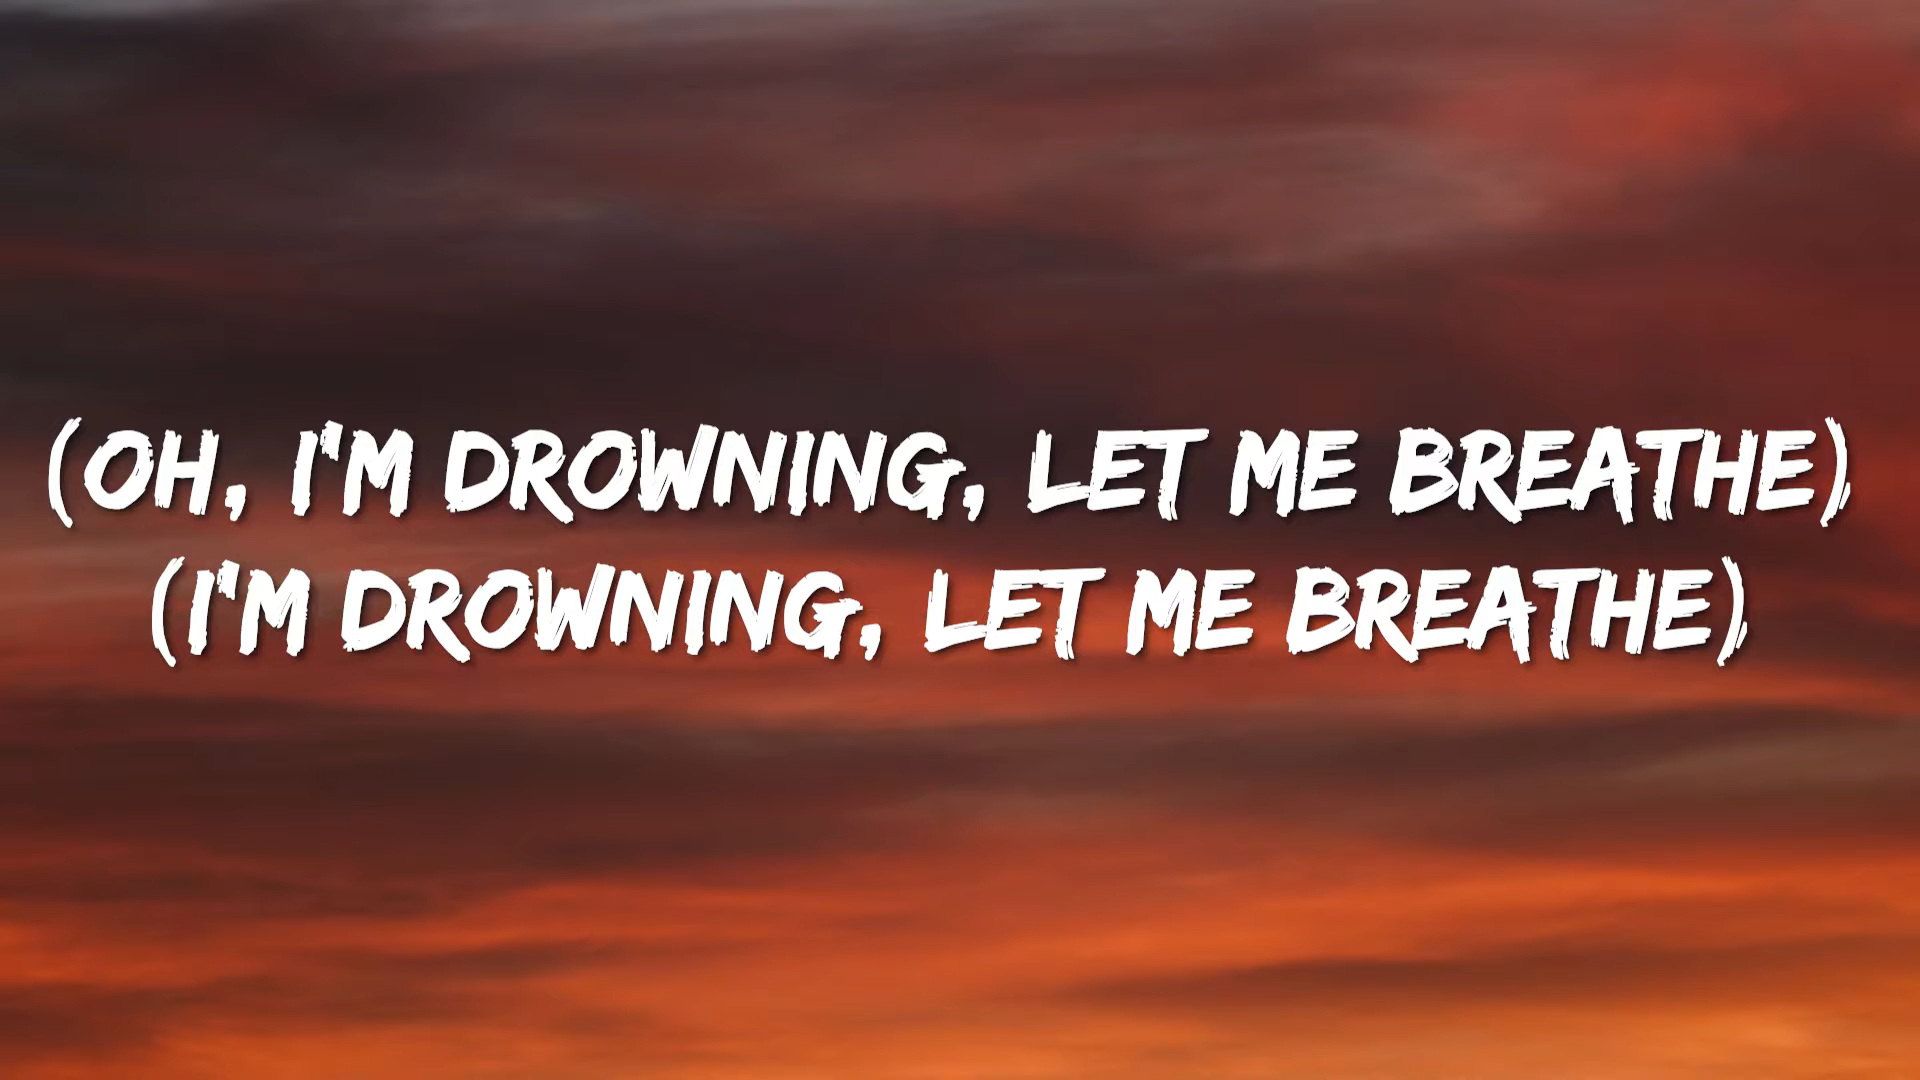 (OH, I'M DROWNING, LET ME BREATHE)
(I'M DROWNING, LET ME BREATHE)